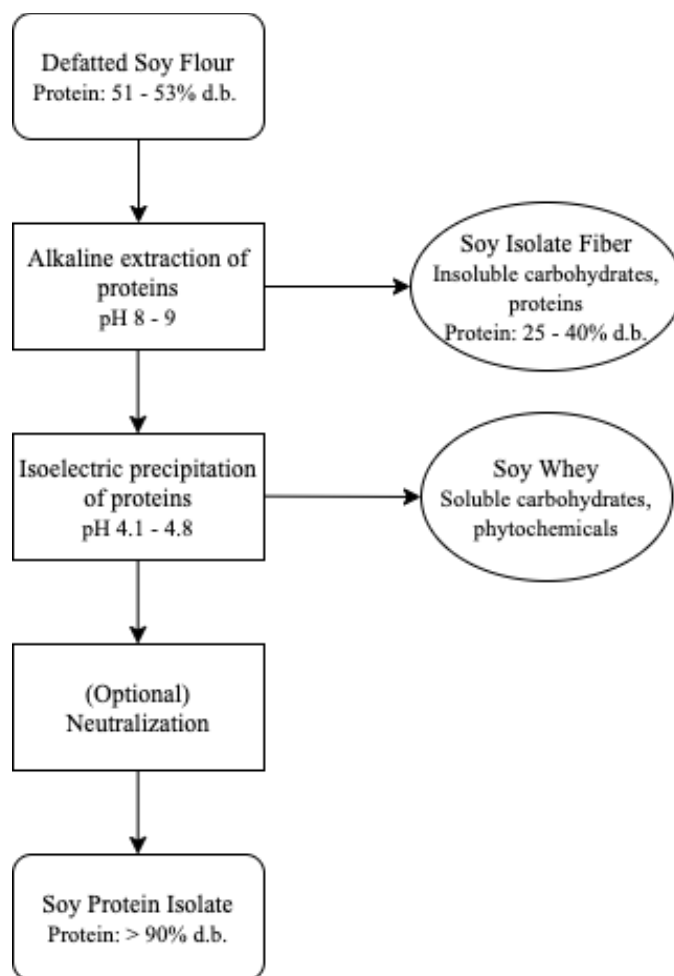 Defatted Soy Flour
Protein: 51 - 53% d.b.
Alkaline extraction of
proteins
pH 8 - 9
Soy Isolate Fiber
Insoluble carbohydrates,
proteins
Protein: 25 - 40% d.b.
Isoelectric precipitation
of proteins
pH 4.1 - 4.8
Soy Whey
Soluble carbohydrates,
phytochemicals
(Optional)
Neutralization
Soy Protein Isolate
Protein: > 90% d.b.